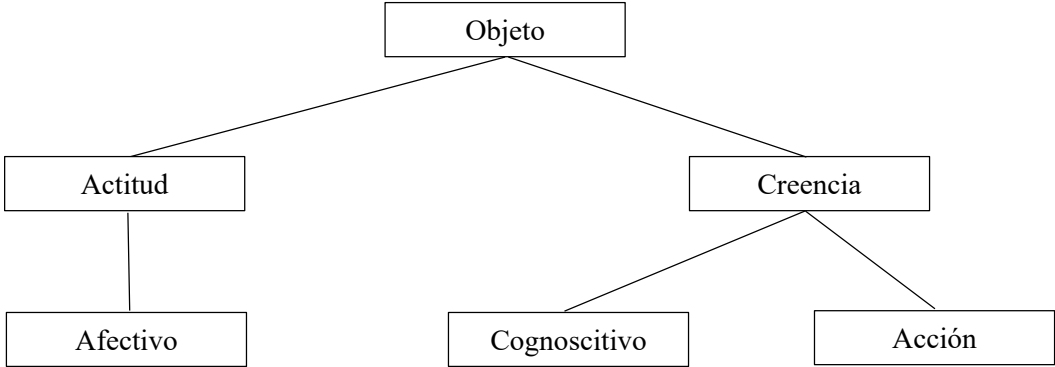 Objeto
Actitud
Creencia
Afectivo
Cognoscitivo
Acción